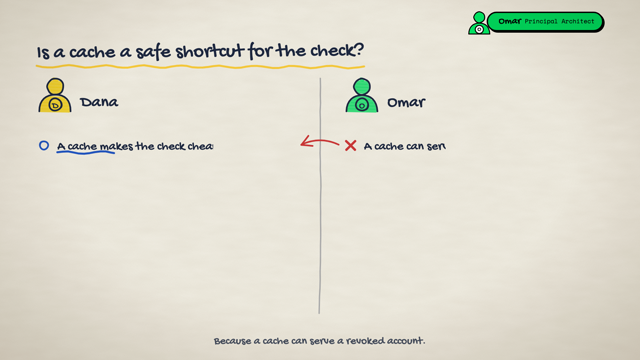 Omar Principal Architect
Is a cache a safe shortcut for the check?
Dana
Omar
A cache makes the check chea
A cache can sen
Because a cache can serve a revoked account.